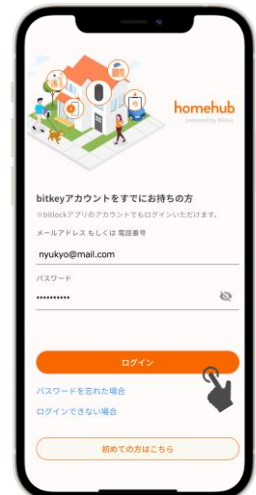 homehub
powered by Bitkey
bitkeyアカウントをすでにお持ちの方
※bitlockアプリのアカウントでもログインいただけます。
メールアドレス もしくは 電話番号
nyukyo@mail.com
パスワード
••••••••••
ログイン
パスワードを忘れた場合
ログインできない場合
初めての方はこちら